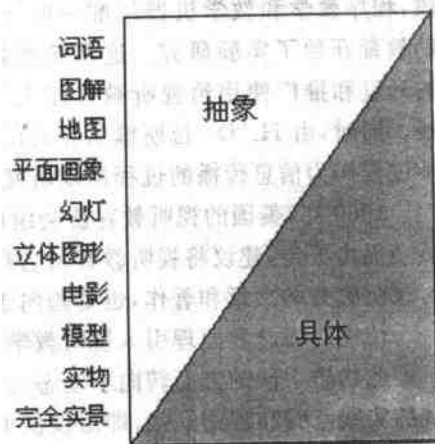 词语
图解
地图
平面画象
幻灯
立体图形
电影
模型
实物
完全实景
抽象
具体